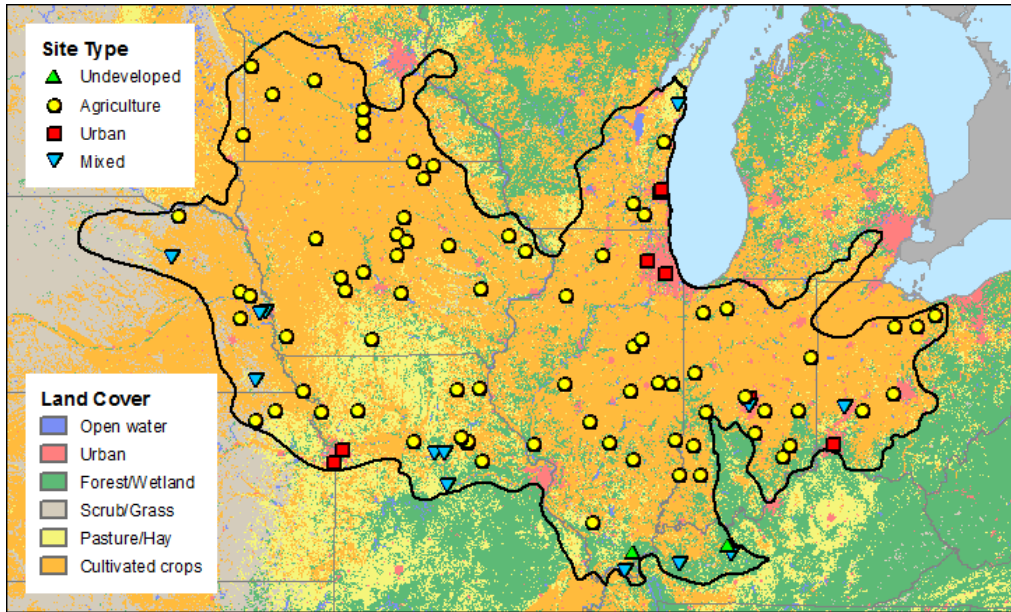 Site Type
Undeveloped
Agriculture
Urban
Mixed
Land Cover
Open water
Urban
Forest/Wetland
Scrub/Grass
Pasture/Hay
Cultivated crops